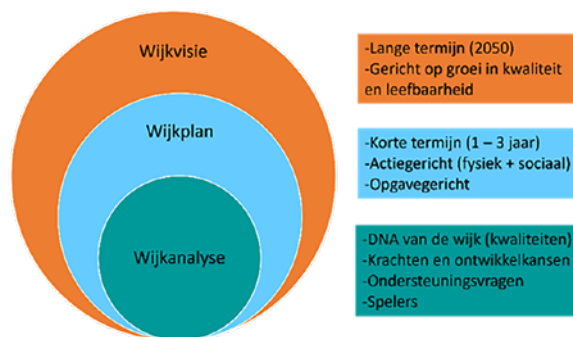 Wijkvisie
Wijkplan
Wijkanalyse
-Lange termijn (2050)
-Gericht op groei in kwaliteit
en leefbaarheid
-Korte termijn (1 – 3 jaar)
-Actiegericht (fysiek + sociaal)
-Opgavegericht
-DNA van de wijk (kwaliteiten)
-Krachten en ontwikkelkansen
-Ondersteuningsvragen
-Spelers